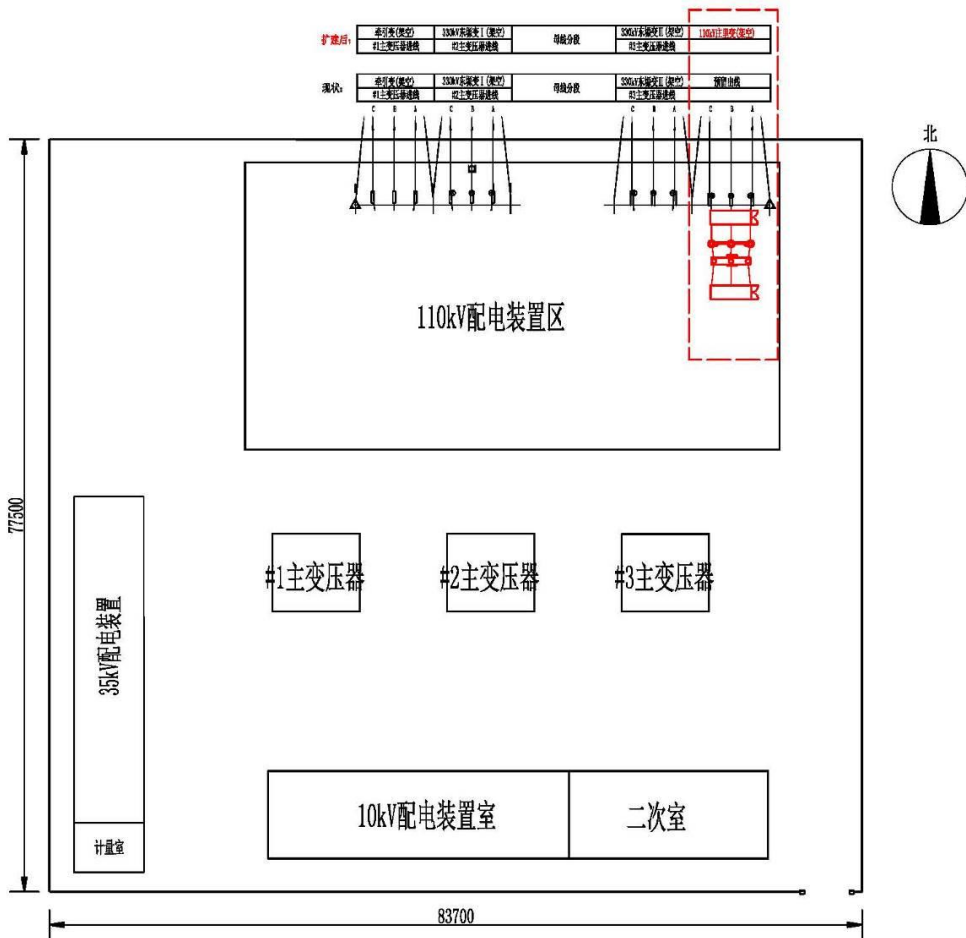 扩建后:
牵引变(架空) 330kV东郊变Ⅰ(架空) 母线分段 330kV东郊变Ⅱ(架空)
#1主变压器进线 #2主变压器进线 #3主变压器进线
现状:
牵引变(架空) 330kV东郊变Ⅰ(架空) 母线分段 330kV东郊变Ⅱ(架空) 预留出线
#1主变压器进线 #2主变压器进线 #3主变压器进线
C B A C B A C B A C B A
北
110kV配电装置区
77500
35kV配电装置
#1主变压器 #2主变压器 #3主变压器
10kV配电装置室 二次室
计量室
83700